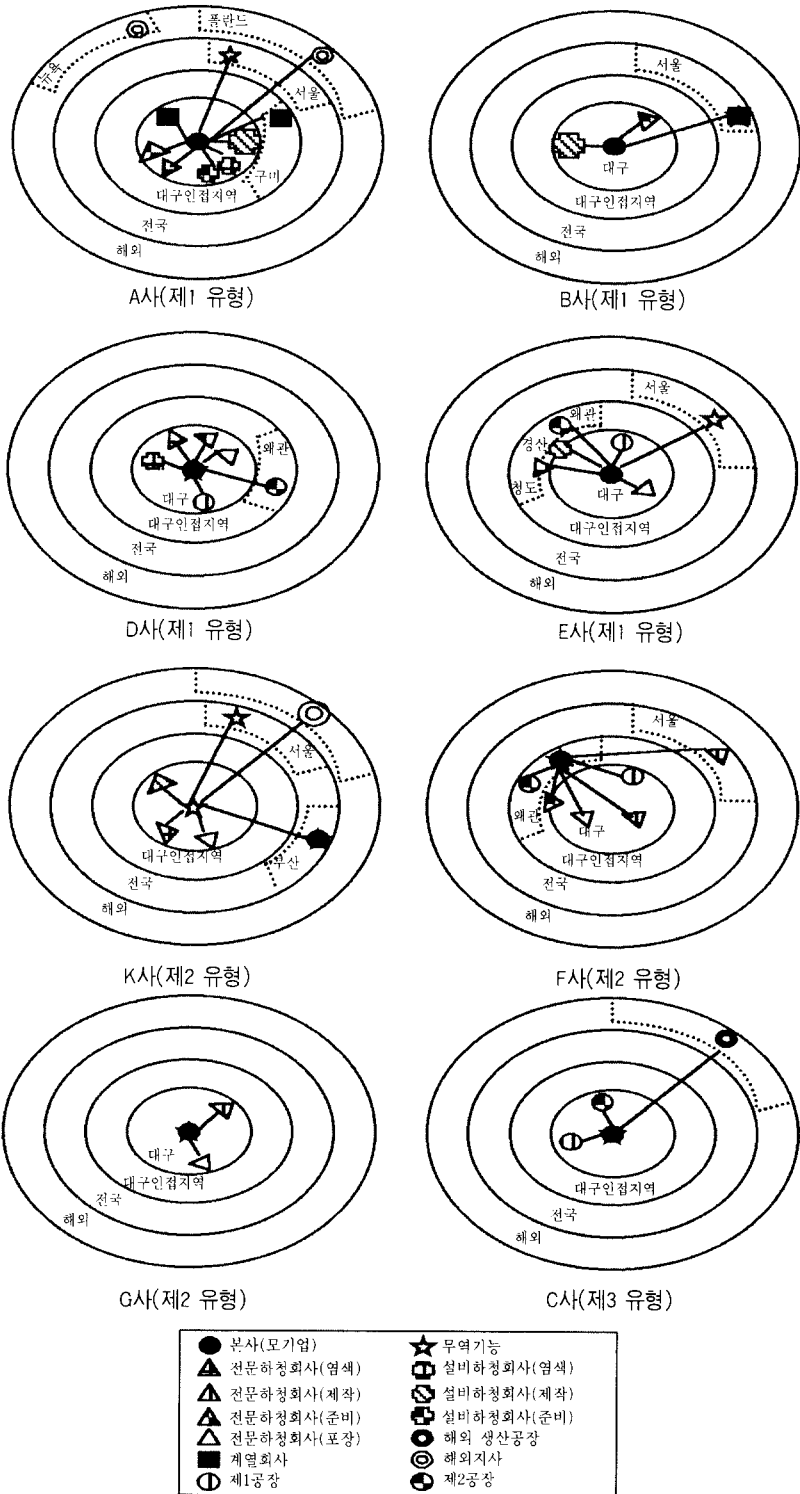 폴란드
뉴욕
서울
구미
대구인접지역
전국
해외
A사(제1 유형)
서울
대구
대구인접지역
전국
해외
B사(제1 유형)
왜관
대구
대구인접지역
전국
해외
D사(제1 유형)
서울
왜관
경산
청도
대구
대구인접지역
전국
해외
E사(제1 유형)
서울
부산
대구인접지역
전국
해외
K사(제2 유형)
서울
왜관
대구
대구인접지역
전국
해외
F사(제2 유형)
대구
대구인접지역
전국
해외
G사(제2 유형)
대구인접지역
전국
해외
C사(제3 유형)
본사(모기업)
무역기능
전문하청회사(염색)
설비하청회사(염색)
전문하청회사(제작)
설비하청회사(제작)
전문하청회사(준비)
설비하청회사(준비)
전문하청회사(포장)
해외 생산공장
계열회사
해외지사
제1공장
제2공장